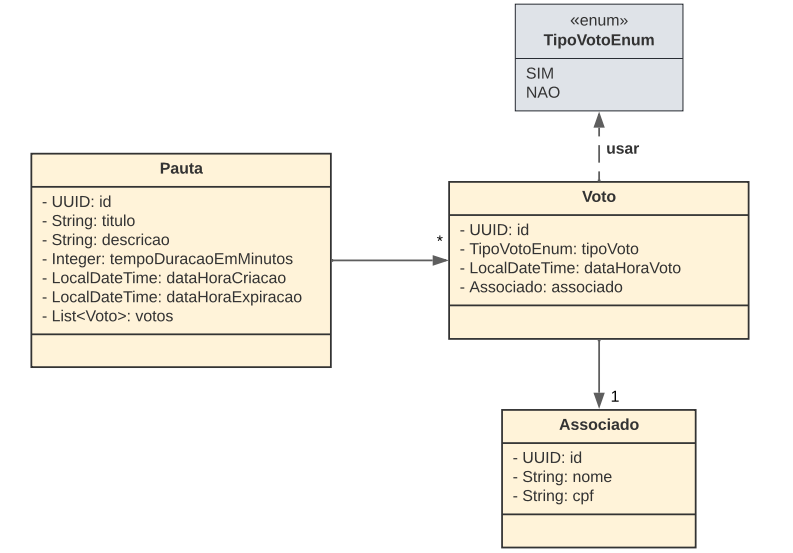 «enum»
TipoVotoEnum
SIM
NAO
usar
Pauta
- UUID: id
- String: titulo
- String: descricao
- Integer: tempoDuracaoEmMinutos
- LocalDateTime: dataHoraCriacao
- LocalDateTime: dataHoraExpiracao
- List<Voto>: votos
*
Voto
- UUID: id
- TipoVotoEnum: tipoVoto
- LocalDateTime: dataHoraVoto
- Associado: associado
1
Associado
- UUID: id
- String: nome
- String: cpf